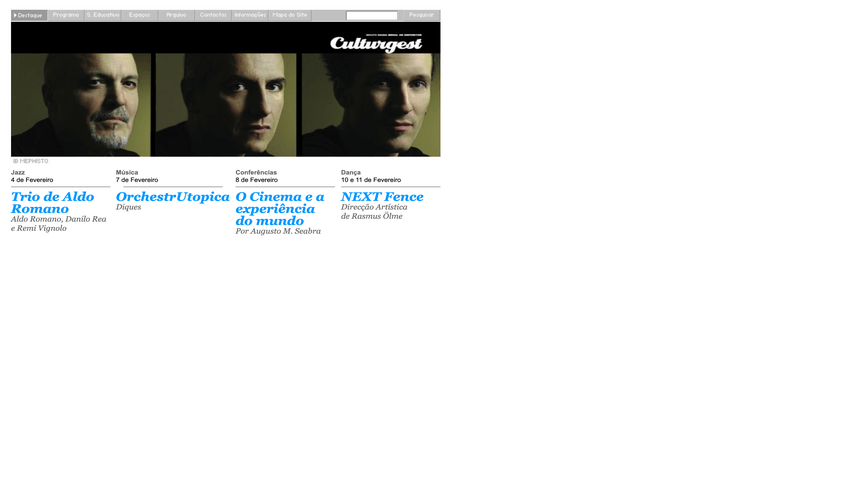 Destaque Programa S. Educativo Espaços Arquivo Contactos Informações Mapa do Site Pesquisar
Culturgest
® MEPHISTO
Jazz
4 de Fevereiro
Trio de Aldo
Romano
Aldo Romano, Danilo Rea
e Remi Vignolo
Música
7 de Fevereiro
OrchestrUtopica
Diques
Conferências
8 de Fevereiro
O Cinema e a
experiência
do mundo
Por Augusto M. Seabra
Dança
10 e 11 de Fevereiro
NEXT Fence
Direcção Artística
de Rasmus Ölme